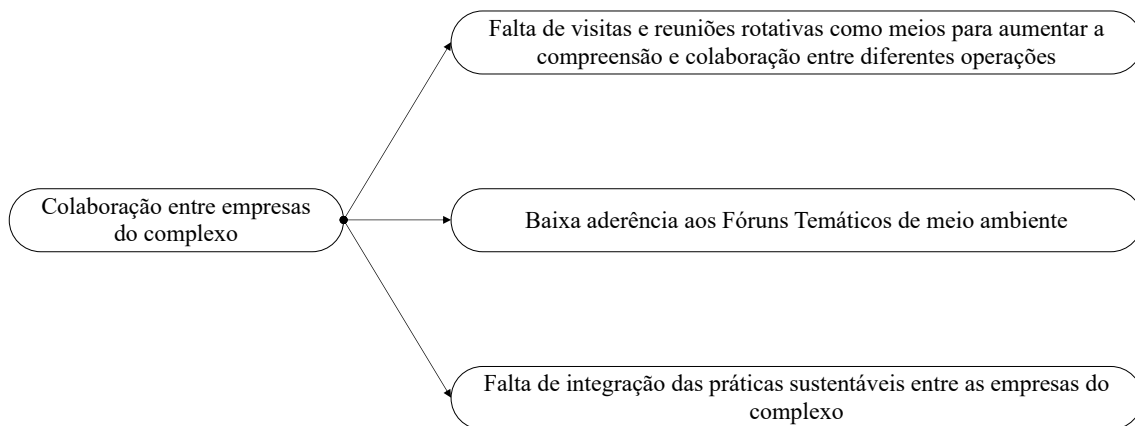 Falta de visitas e reuniões rotativas como meios para aumentar a
compreensão e colaboração entre diferentes operações
Colaboração entre empresas
do complexo
Baixa aderência aos Fóruns Temáticos de meio ambiente
Falta de integração das práticas sustentáveis entre as empresas do
complexo